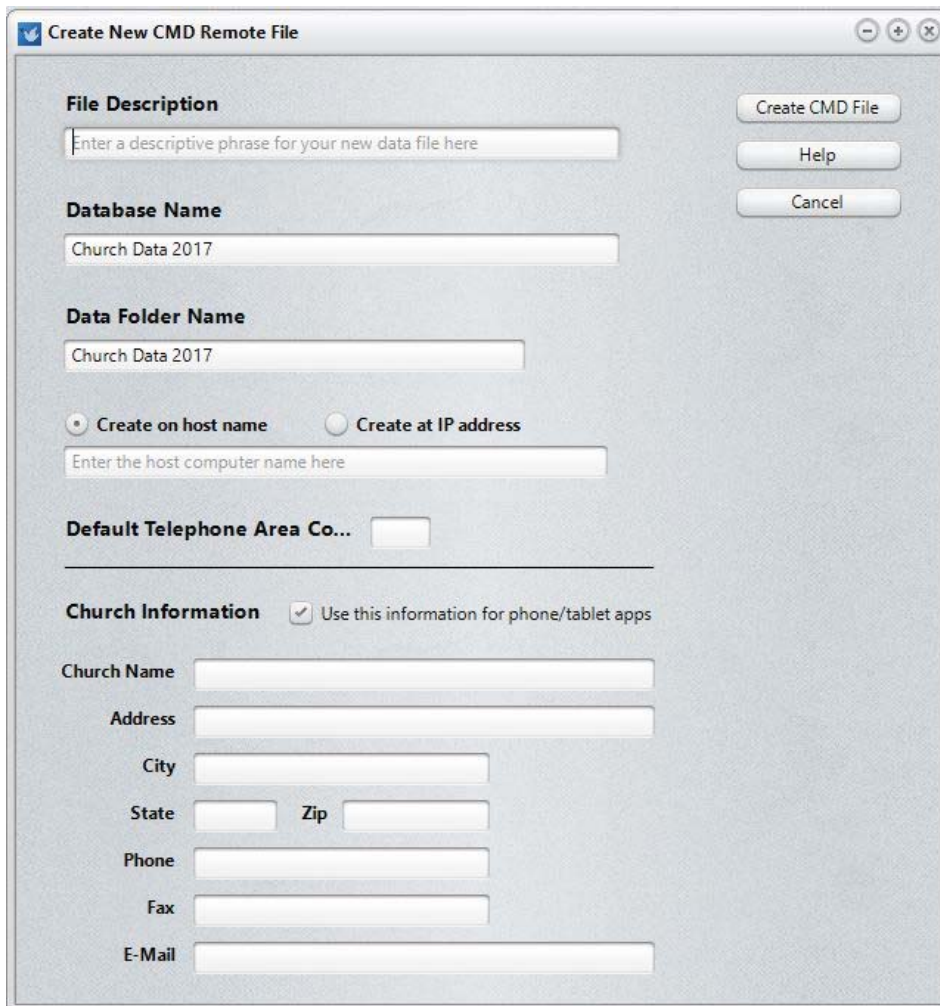 Create New CMD Remote File
File Description
Enter a descriptive phrase for your new data file here
Create CMD File
Help
Cancel
Database Name
Church Data 2017
Data Folder Name
Church Data 2017
Create on host name Create at IP address
Enter the host computer name here
Default Telephone Area Co...
Church Information Use this information for phone/tablet apps
Church Name
Address
City
State Zip
Phone
Fax
E-Mail